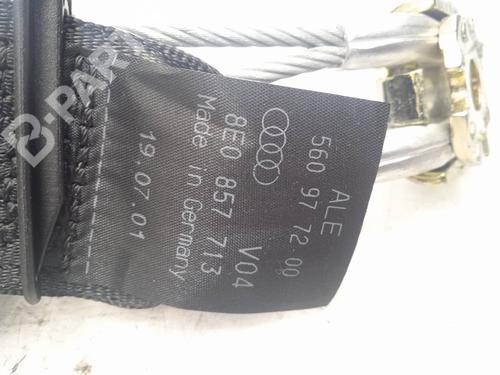 ALE
560 97 72 00
8E0 857 713 V04
Made in Germany
19.07.01
B-PARTS